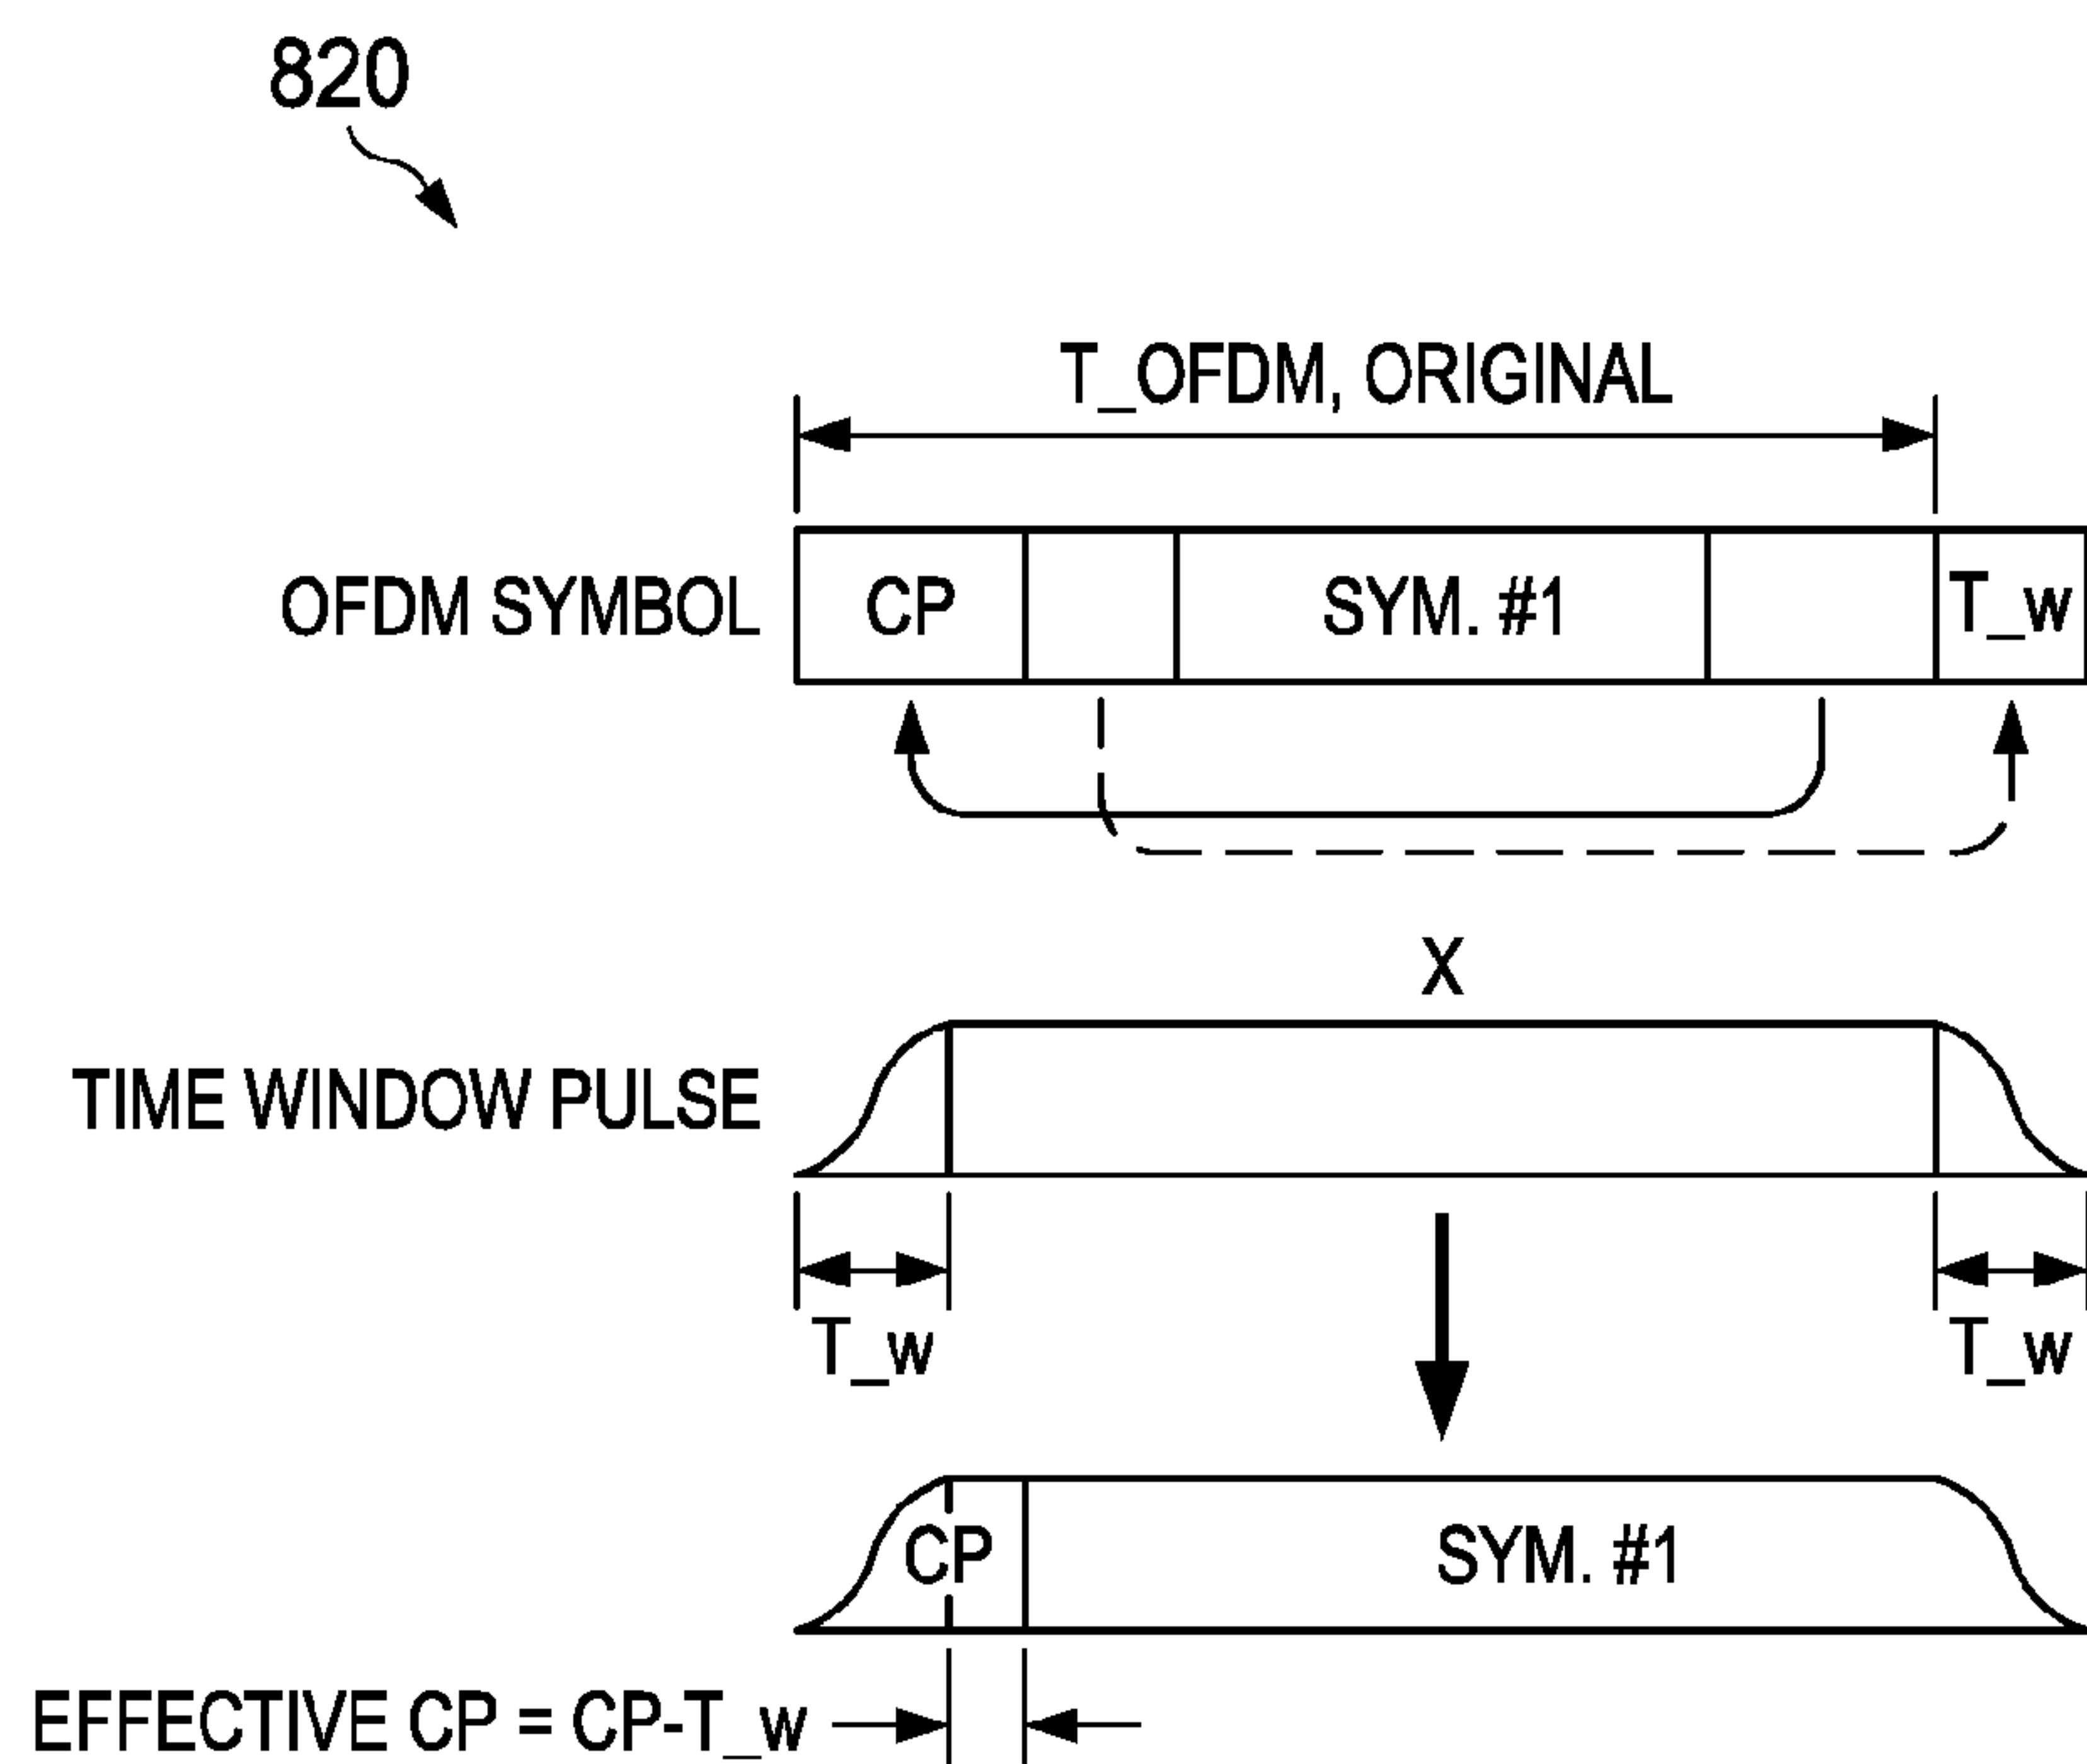 820
T_OFDM, ORIGINAL
OFDM SYMBOL
CP
SYM. #1
T_w
X
TIME WINDOW PULSE
T_w
T_w
CP
SYM. #1
EFFECTIVE CP = CP-T_w